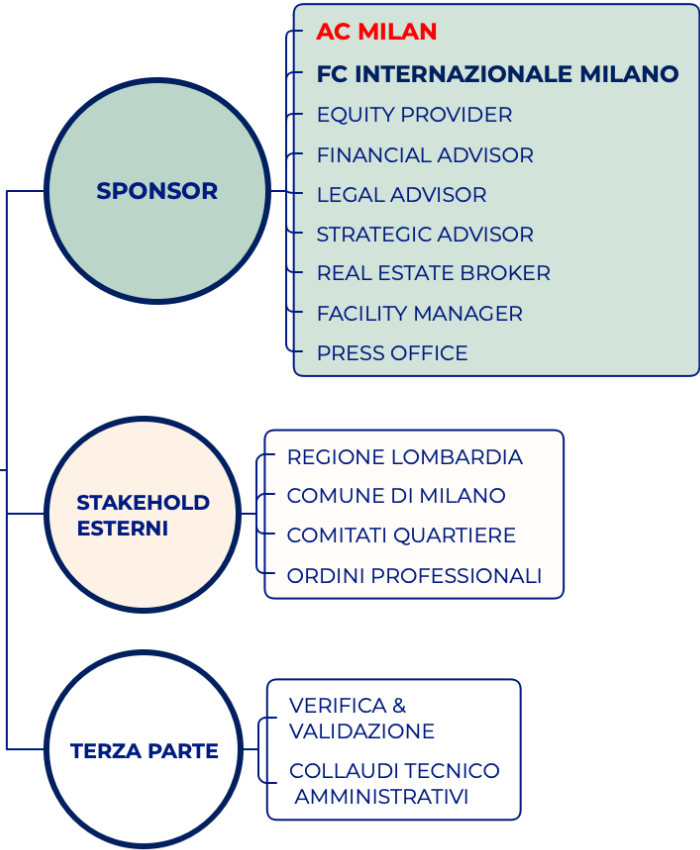 SPONSOR
AC MILAN
FC INTERNAZIONALE MILANO
EQUITY PROVIDER
FINANCIAL ADVISOR
LEGAL ADVISOR
STRATEGIC ADVISOR
REAL ESTATE BROKER
FACILITY MANAGER
PRESS OFFICE
STAKEHOLD
ESTERNI
REGIONE LOMBARDIA
COMUNE DI MILANO
COMITATI QUARTIERE
ORDINI PROFESSIONALI
TERZA PARTE
VERIFICA &
VALIDAZIONE
COLLAUDI TECNICO
AMMINISTRATIVI